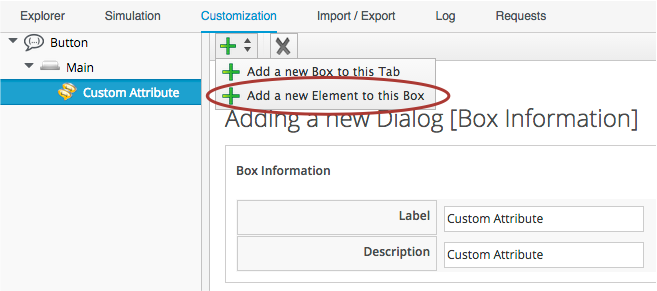 Explorer Simulation Customization Import / Export Log Requests
Button
Main
Custom Attribute
Add a new Box to this Tab
Add a new Element to this Box
Adding a new Dialog [Box Information]
Box Information
Label Custom Attribute
Description Custom Attribute